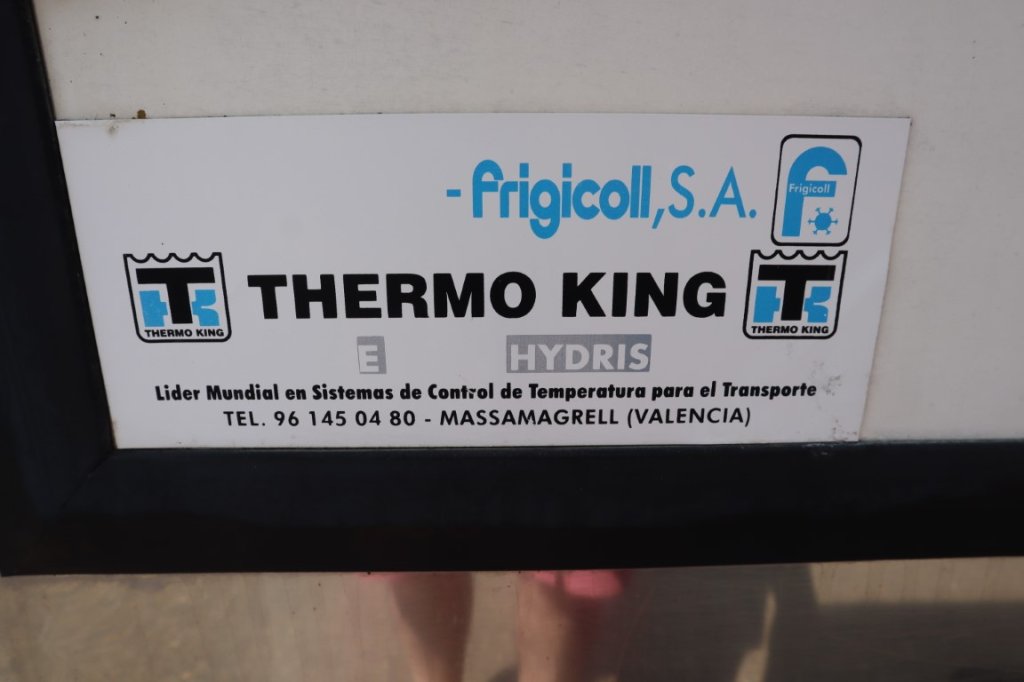 -frigicoll, S.A.
Frigicoll
THERMO KING
THERMO KING
THERMO KING
E HYDRIS
Lider Mundial en Sistemas de Control de Temperatura para el Transporte
TEL. 96 145 04 80 - MASSAMAGRELL (VALENCIA)